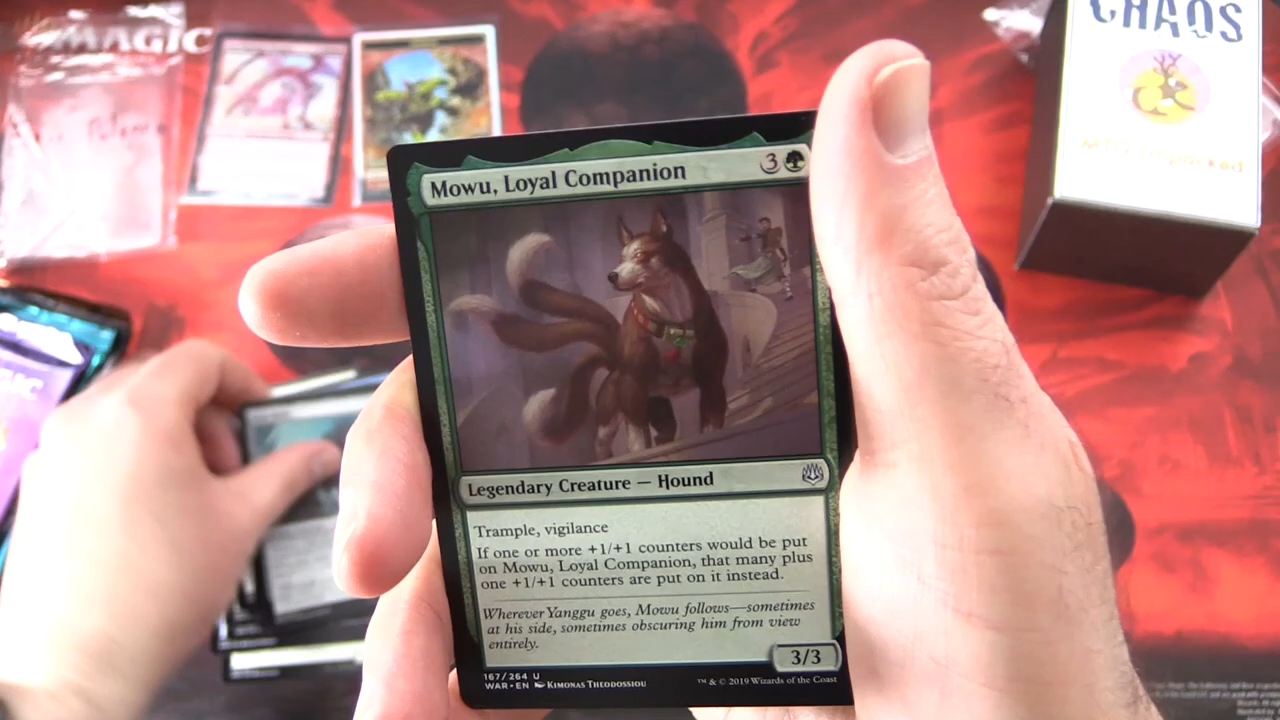 MAGIC
CHAOS
Mowu, Loyal Companion 3
Legendary Creature — Hound
Trample, vigilance
If one or more +1/+1 counters would be put
on Mowu, Loyal Companion, that many plus
one +1/+1 counters are put on it instead.
Wherever Yanggu goes, Mowu follows—sometimes
at his side, sometimes obscuring him from view
entirely.
3/3
167/264 U
WAR • EN Kimonas Theodossiou
™ & © 2019 Wizards of the Coast